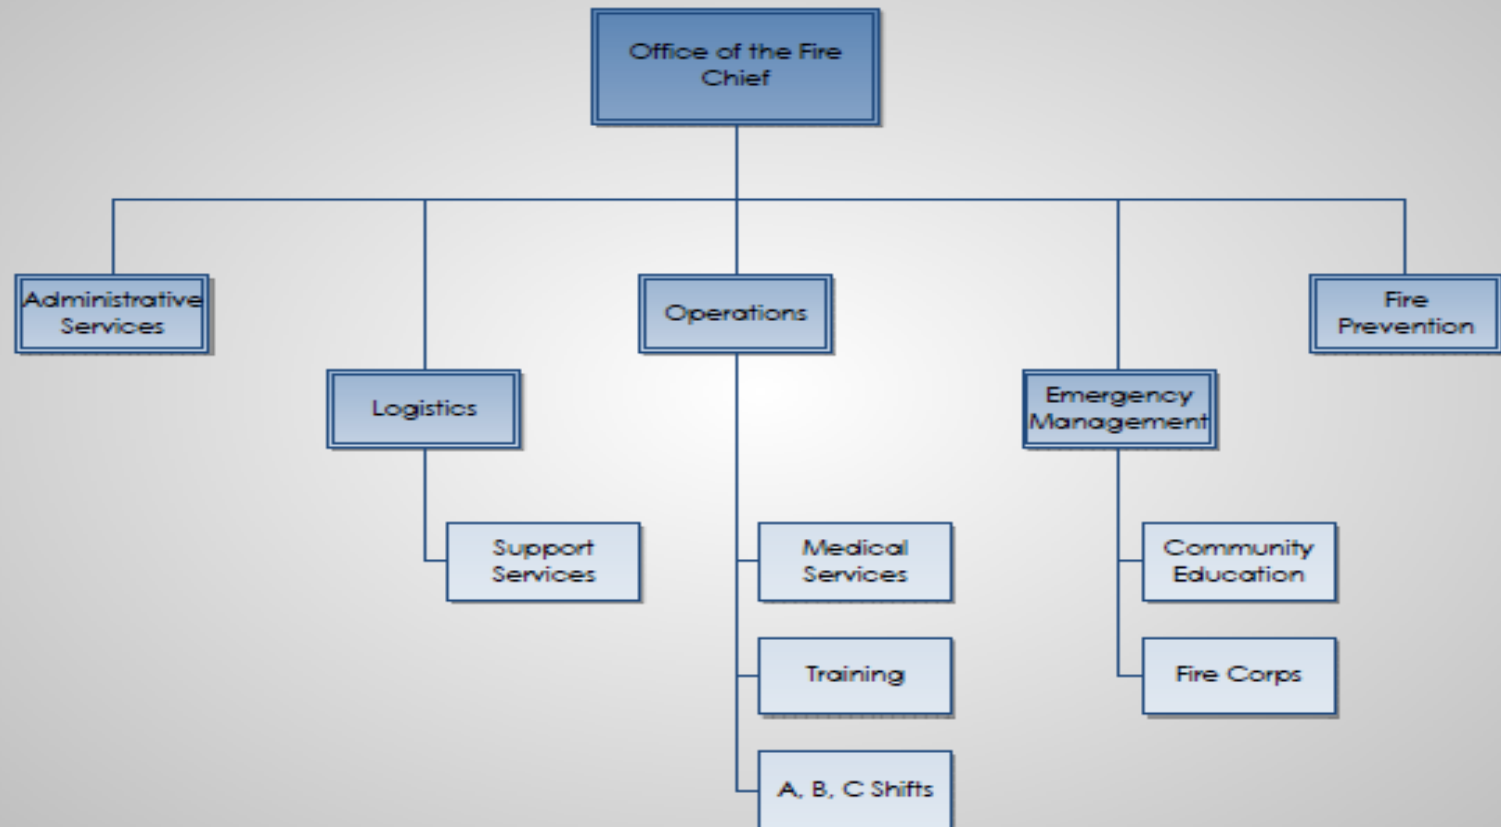 Office of the Fire
Chief
Administrative
Services
Operations
Fire
Prevention
Logistics
Emergency
Management
Support
Services
Medical
Services
Community
Education
Training
Fire Corps
A, B, C Shifts